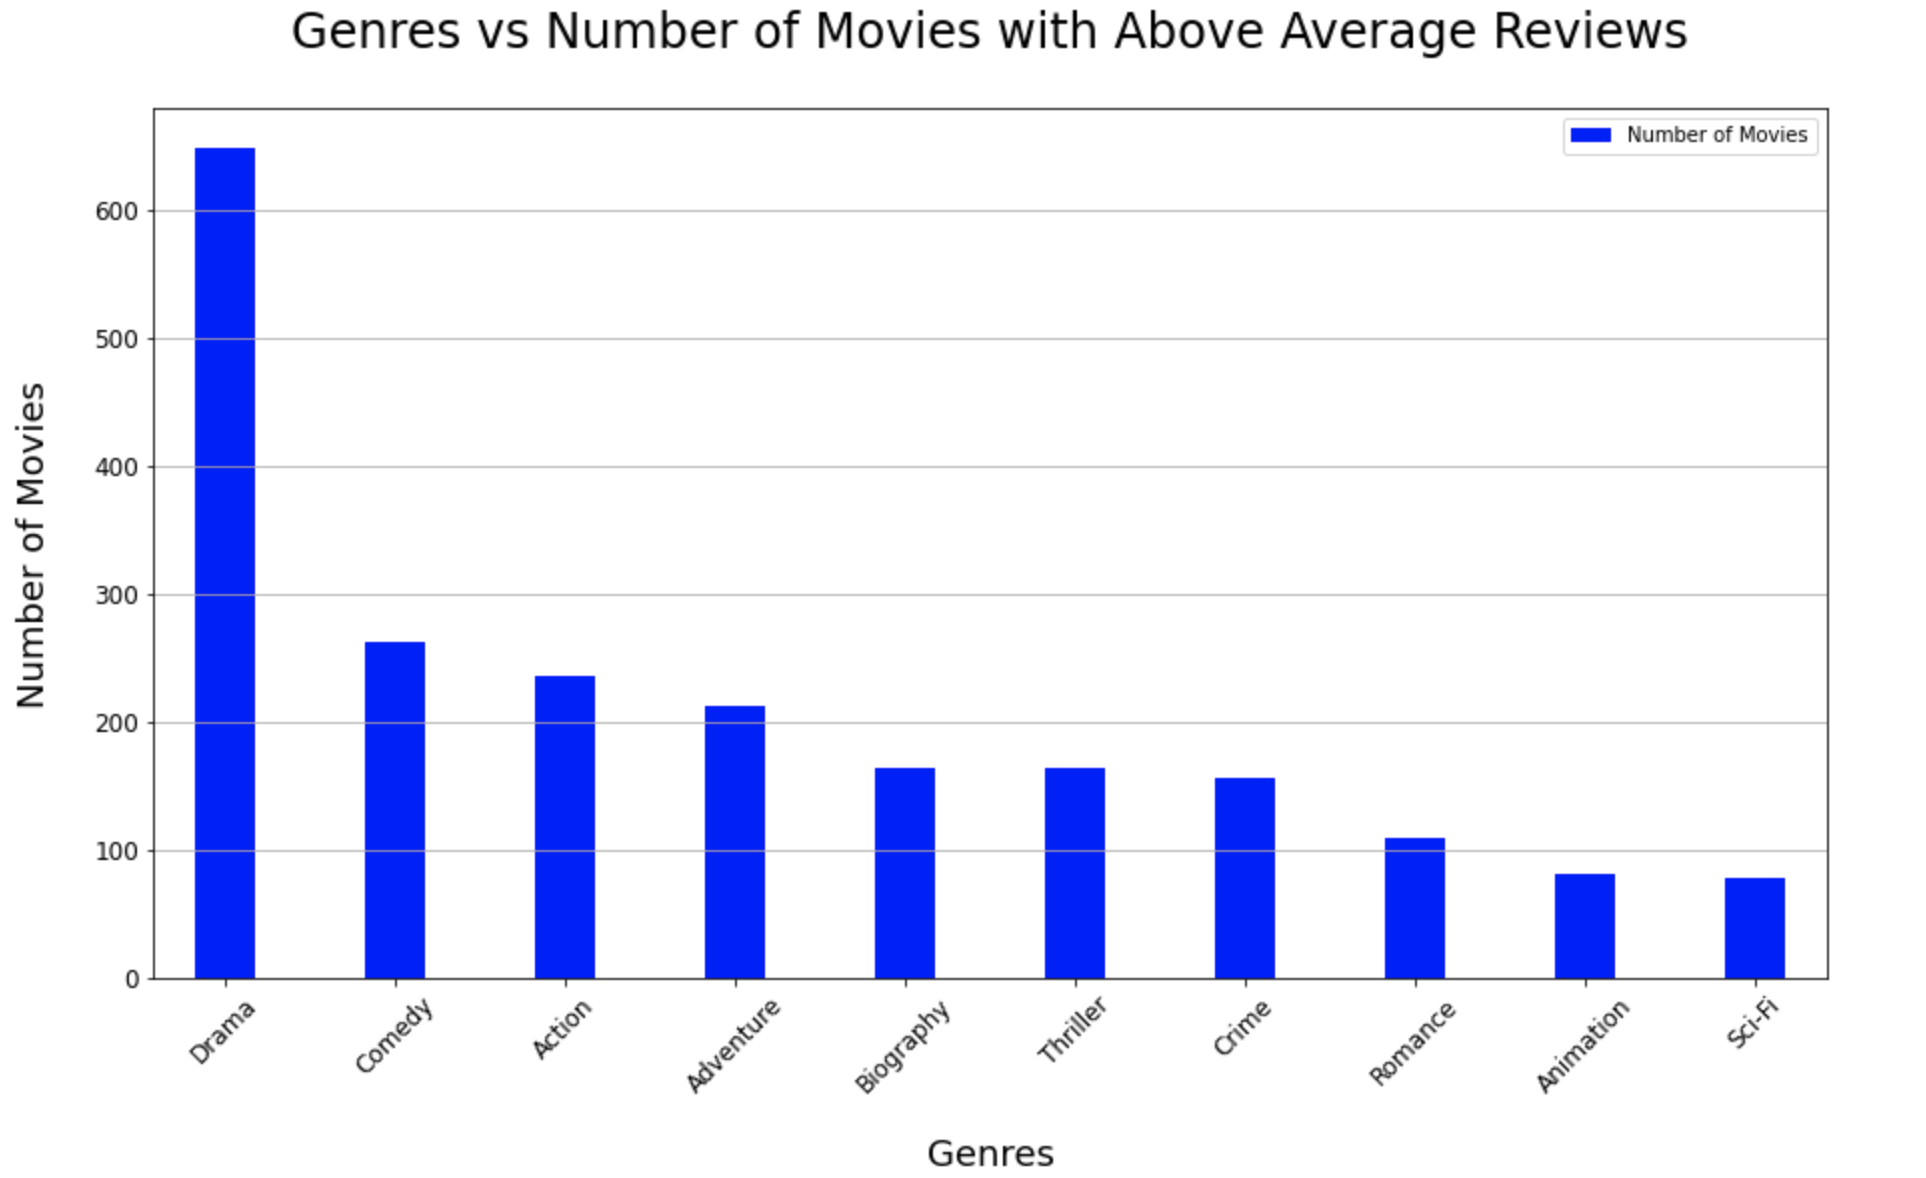 Genres vs Number of Movies with Above Average Reviews
Number of Movies
600
500
400
300
200
100
0
Number of Movies
Drama
Comedy
Action
Adventure
Biography
Thriller
Crime
Romance
Animation
Sci-Fi
Genres